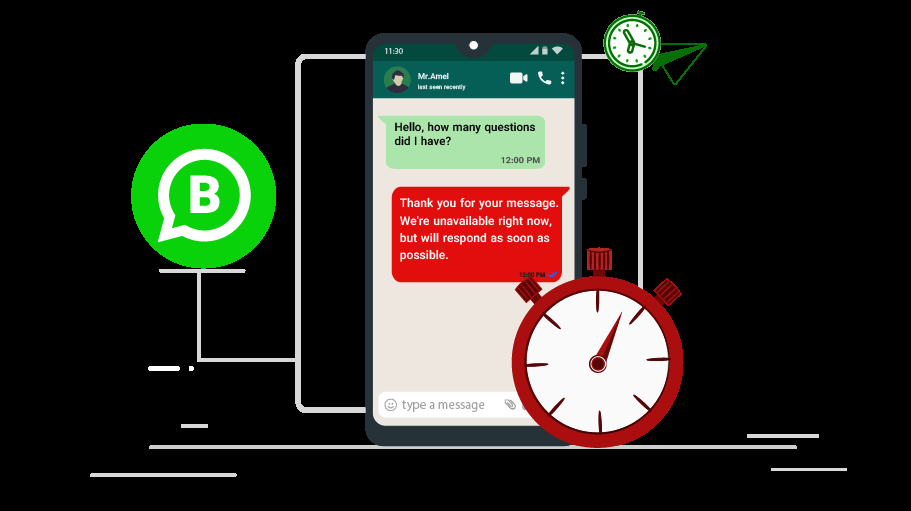 11:30
Mr.Amel
last seen recently
Hello, how many questions
did I have?
12:00 PM
B
Thank you for your message.
We're unavailable right now,
but will respond as soon as
possible.
12:00 PM
type a message